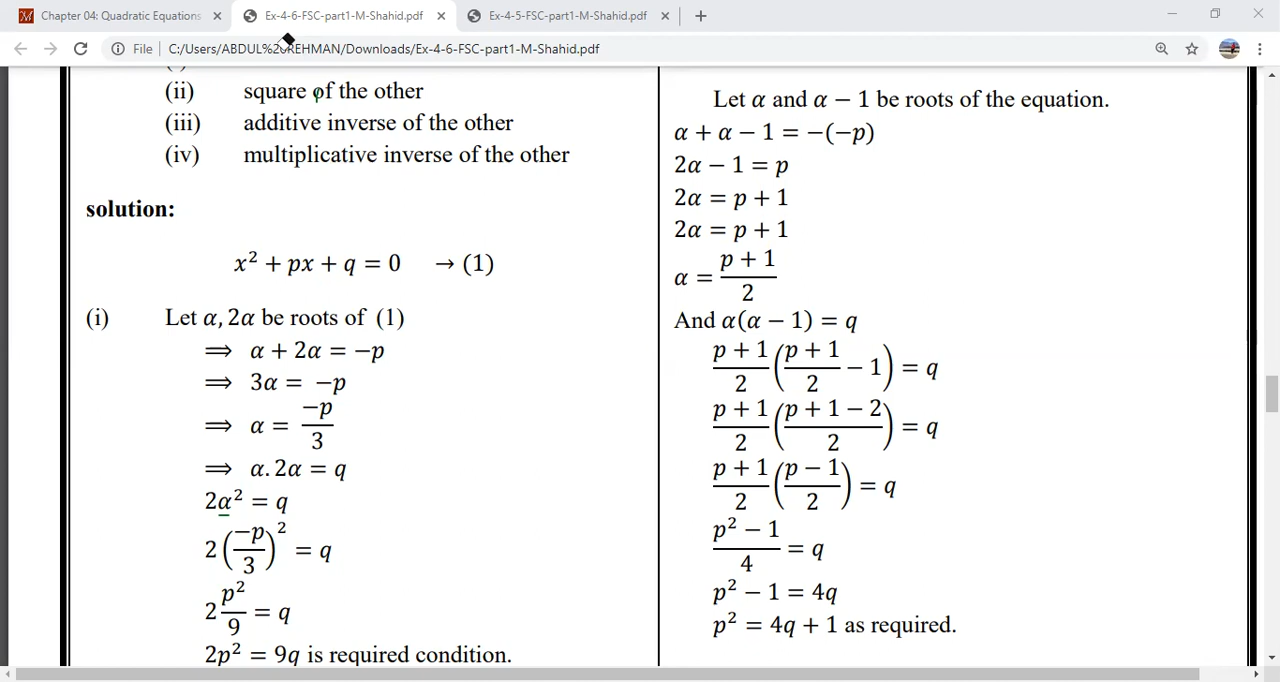 Chapter 04: Quadratic Equations
Ex-4-6-FSC-part1-M-Shahid.pdf
Ex-4-5-FSC-part1-M-Shahid.pdf
File | C:/Users/ABDUL%20REHMAN/Downloads/Ex-4-6-FSC-part1-M-Shahid.pdf
(ii) square of the other
(iii) additive inverse of the other
(iv) multiplicative inverse of the other
solution:
x² + px + q = 0 → (1)
(i) Let α, 2α be roots of (1)
⟹ α + 2α = −p
⟹ 3α = −p
⟹ α = −p/3
⟹ α. 2α = q
2α² = q
2(−p/3)² = q
2 p²/9 = q
2p² = 9q is required condition.
Let α and α − 1 be roots of the equation.
α + α − 1 = −(−p)
2α − 1 = p
2α = p + 1
2α = p + 1
α = (p + 1)/2
And α(α − 1) = q
(p + 1)/2 ((p + 1)/2 − 1) = q
(p + 1)/2 ((p + 1 − 2)/2) = q
(p + 1)/2 ((p − 1)/2) = q
(p² − 1)/4 = q
p² − 1 = 4q
p² = 4q + 1 as required.